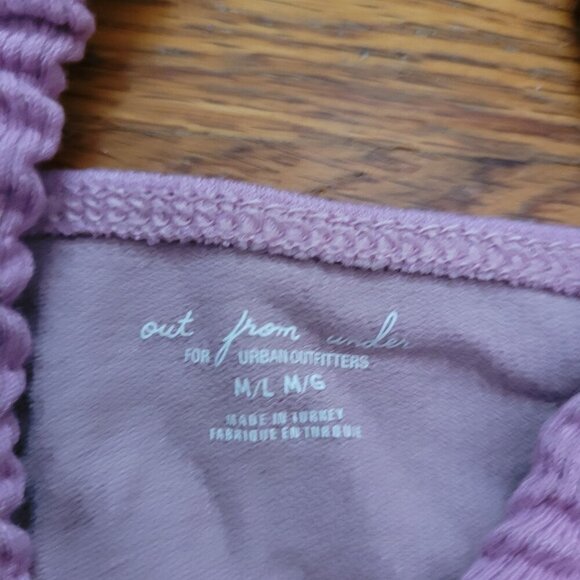 out from under
FOR URBAN OUTFITTERS
M/L M/G
MADE IN TURKEY
FABRIQUE EN TURQUIE